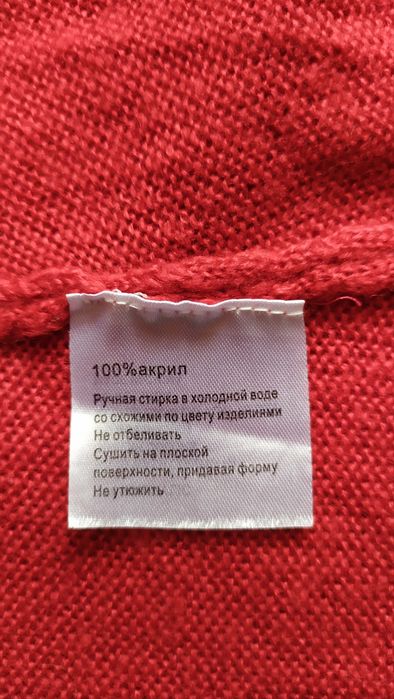 100%акрил
Ручная стирка в холодной воде
со схожими по цвету изделиями
Не отбеливать
Сушить на плоской
поверхности, придавая форму
Не утюжить